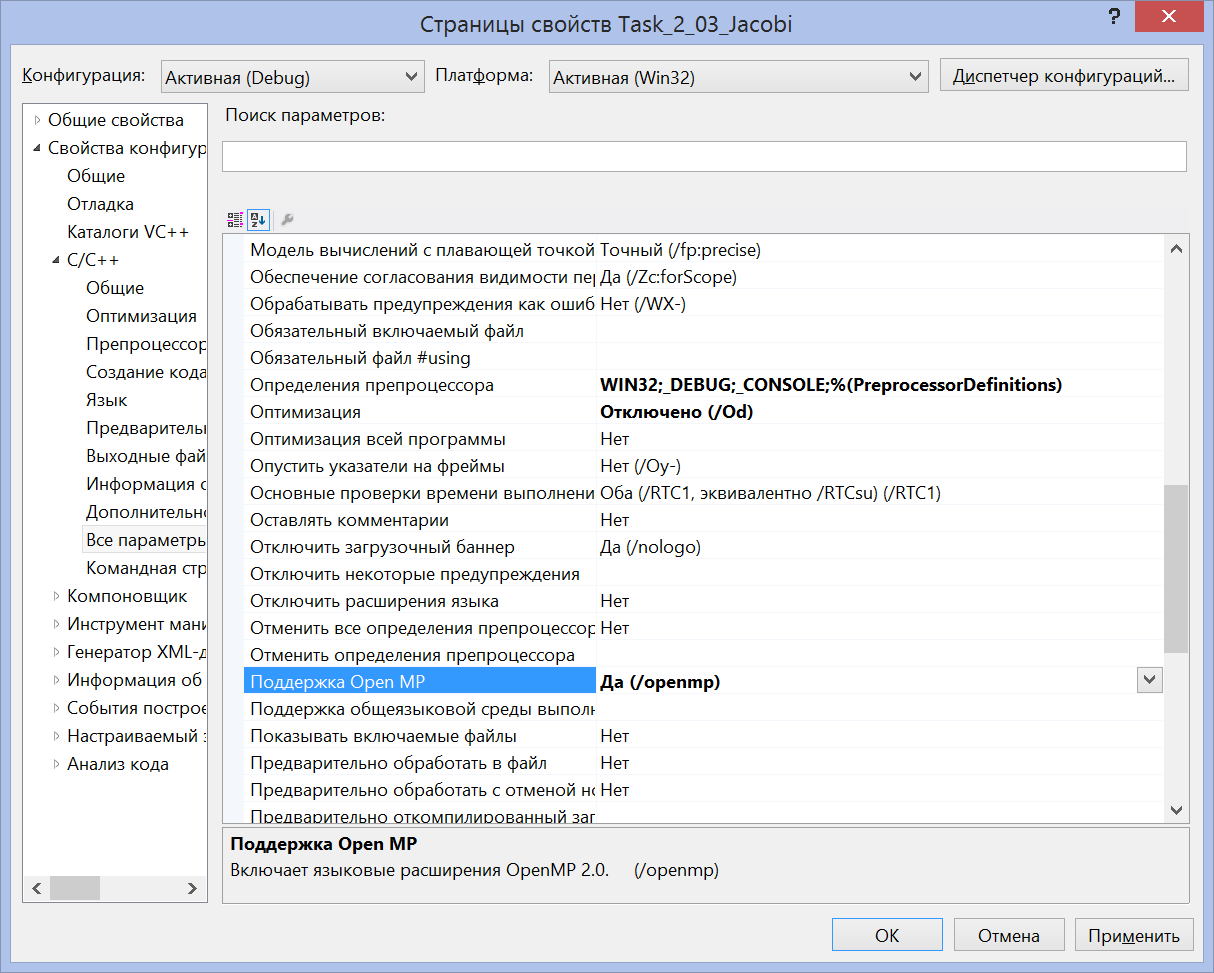 Страницы свойств Task_2_03_Jacobi
?
Конфигурация: Активная (Debug) Платформа: Активная (Win32) Диспетчер конфигураций...
Общие свойства
Свойства конфигур
Общие
Отладка
Каталоги VC++
C/C++
Общие
Оптимизация
Препроцессор
Создание кода
Язык
Предварителы
Выходные фай
Информация о
Дополнительно
Все параметры
Командная стр
Компоновщик
Инструмент мани
Генератор XML-д
Информация об
События построе
Настраиваемый э
Анализ кода
Поиск параметров:
Модель вычислений с плавающей точкой Точный (/fp:precise)
Обеспечение согласования видимости пер Да (/Zc:forScope)
Обрабатывать предупреждения как ошиб Нет (/WX-)
Обязательный включаемый файл
Обязательный файл #using
Определения препроцессора WIN32;_DEBUG;_CONSOLE;%(PreprocessorDefinitions)
Оптимизация Отключено (/Od)
Оптимизация всей программы Нет
Опустить указатели на фреймы Нет (/Oy-)
Основные проверки времени выполнени Оба (/RTC1, эквивалентно /RTCsu) (/RTC1)
Оставлять комментарии Нет
Отключить загрузочный баннер Да (/nologo)
Отключить некоторые предупреждения
Отключить расширения языка Нет
Отменить все определения препроцессор Нет
Отменить определения препроцессора
Поддержка Open MP Да (/openmp)
Поддержка общеязыковой среды выполн
Показывать включаемые файлы Нет
Предварительно обработать в файл Нет
Предварительно обработать с отменой но Нет
Предварительно откомпилированный заг
Поддержка Open MP
Включает языковые расширения OpenMP 2.0. (/openmp)
ОК Отмена Применить